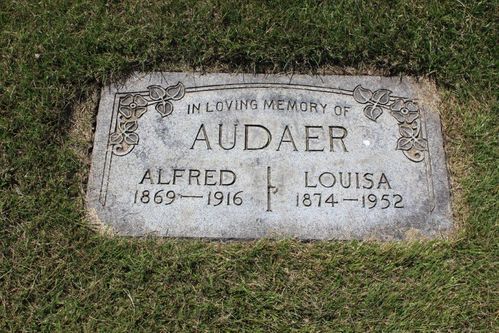 IN LOVING MEMORY OF
AUDAER
ALFRED LOUISA
1869—1916 1874—1952